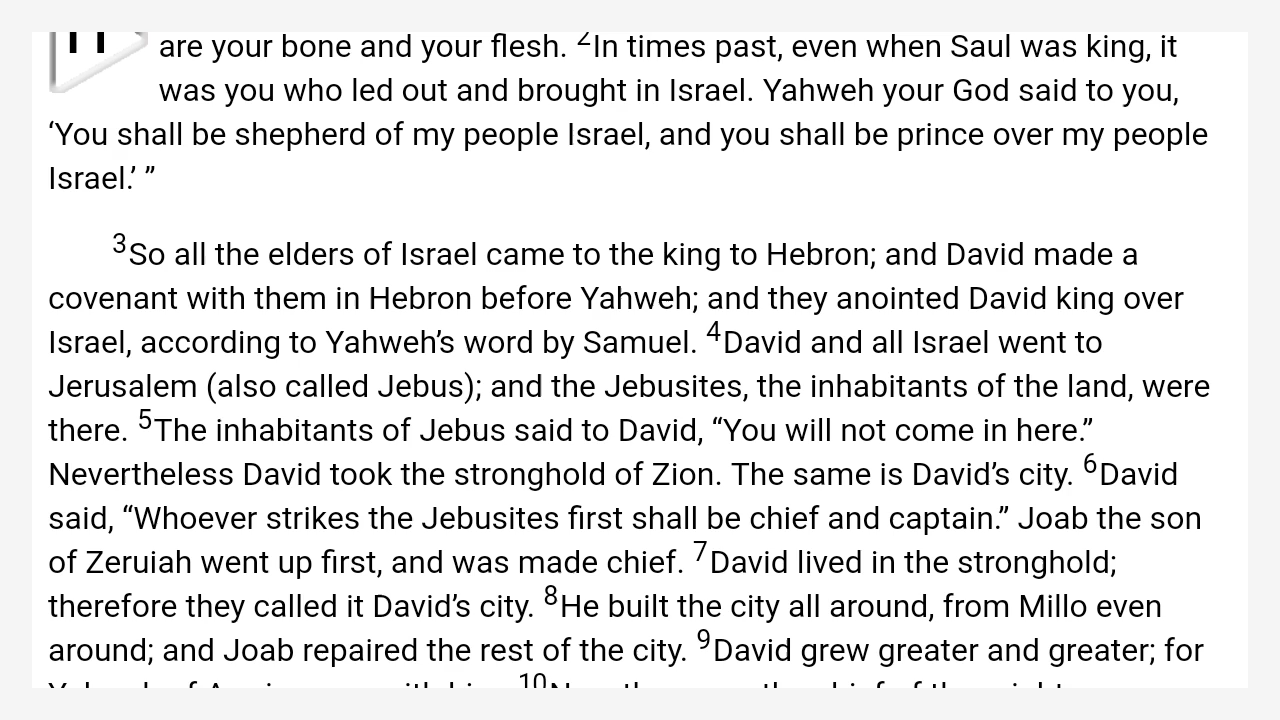 are your bone and your flesh. 2In times past, even when Saul was king, it
was you who led out and brought in Israel. Yahweh your God said to you,
‘You shall be shepherd of my people Israel, and you shall be prince over my people
Israel.’ ”
3So all the elders of Israel came to the king to Hebron; and David made a
covenant with them in Hebron before Yahweh; and they anointed David king over
Israel, according to Yahweh’s word by Samuel. 4David and all Israel went to
Jerusalem (also called Jebus); and the Jebusites, the inhabitants of the land, were
there. 5The inhabitants of Jebus said to David, “You will not come in here.”
Nevertheless David took the stronghold of Zion. The same is David’s city. 6David
said, “Whoever strikes the Jebusites first shall be chief and captain.” Joab the son
of Zeruiah went up first, and was made chief. 7David lived in the stronghold;
therefore they called it David’s city. 8He built the city all around, from Millo even
around; and Joab repaired the rest of the city. 9David grew greater and greater; for